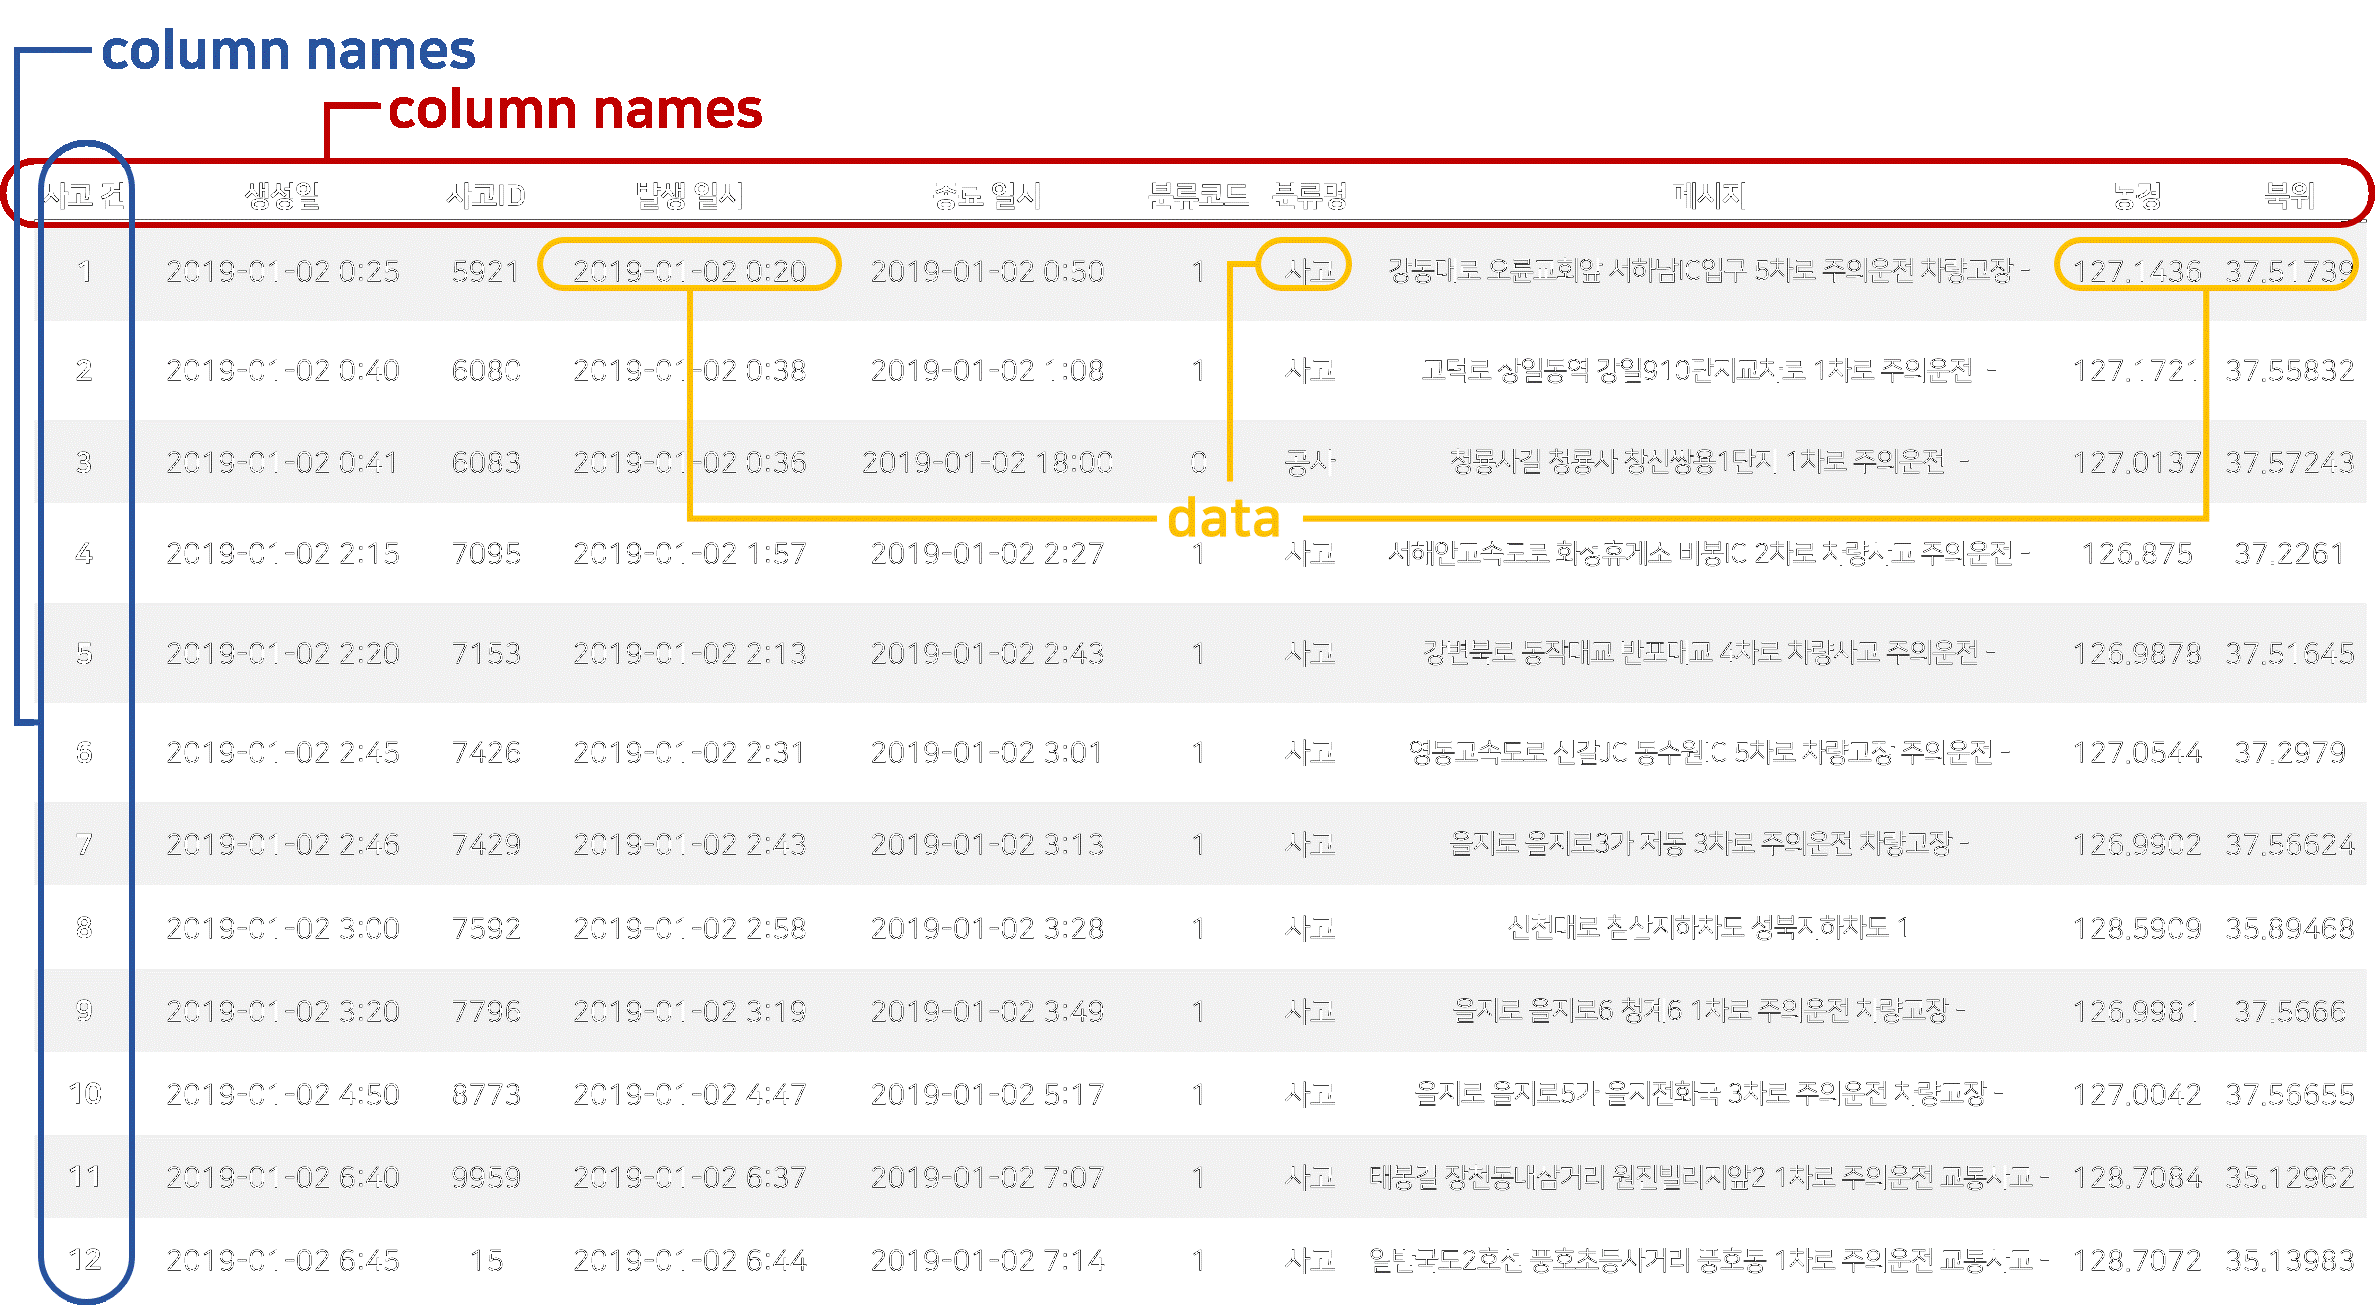 column names
column names
사고 건 생성일 사고ID 발생 일시 종료 일시 분류코드 분류명 메시지 동경 북위
1 2019-01-02 0:25 5921 2019-01-02 0:20 2019-01-02 0:50 1 사고 강동대로 오륜교회앞 서하남IC입구 5차로 주의운전 차량고장 - 127.1436 37.51739
2 2019-01-02 0:40 6080 2019-01-02 0:38 2019-01-02 1:08 1 사고 고덕로 상일동역 강일910단지교차로 1차로 주의운전 - 127.1721 37.55832
3 2019-01-02 0:41 6083 2019-01-02 0:36 2019-01-02 18:00 0 공사 청룡사길 청룡사 창신쌍용1단지 1차로 주의운전 - 127.0137 37.57243
data
4 2019-01-02 2:15 7095 2019-01-02 1:57 2019-01-02 2:27 1 사고 서해안고속도로 화성휴게소 비봉IC 2차로 차량사고 주의운전 - 126.875 37.2261
5 2019-01-02 2:20 7153 2019-01-02 2:13 2019-01-02 2:43 1 사고 강변북로 동작대교 반포대교 4차로 차량사고 주의운전 - 126.9878 37.51645
6 2019-01-02 2:45 7426 2019-01-02 2:31 2019-01-02 3:01 1 사고 영동고속도로 신갈JC 동수원IC 5차로 차량고장 주의운전 - 127.0544 37.2979
7 2019-01-02 2:46 7429 2019-01-02 2:43 2019-01-02 3:13 1 사고 을지로 을지로3가 저동 3차로 주의운전 차량고장 - 126.9902 37.56624
8 2019-01-02 3:00 7592 2019-01-02 2:58 2019-01-02 3:28 1 사고 신천대로 칠산지하차도 성북지하차도 1 128.5909 35.89468
9 2019-01-02 3:20 7796 2019-01-02 3:19 2019-01-02 3:49 1 사고 을지로 을지로6 청계6 1차로 주의운전 차량고장 - 126.9981 37.5666
10 2019-01-02 4:50 8773 2019-01-02 4:47 2019-01-02 5:17 1 사고 을지로 을지로5가 을지전화국 3차로 주의운전 차량고장 - 127.0042 37.56655
11 2019-01-02 6:40 9959 2019-01-02 6:37 2019-01-02 7:07 1 사고 태봉길 장천동내삼거리 원진빌리지앞2 1차로 주의운전 교통사고 - 128.7084 35.12962
12 2019-01-02 6:45 15 2019-01-02 6:44 2019-01-02 7:14 1 사고 일반국도2호선 풍호초등사거리 풍호동 1차로 주의운전 교통사고 - 128.7072 35.13983